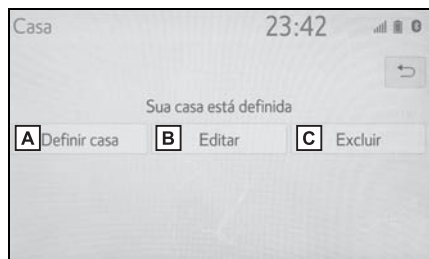 Casa 23:42
Sua casa está definida
A Definir casa B Editar C Excluir